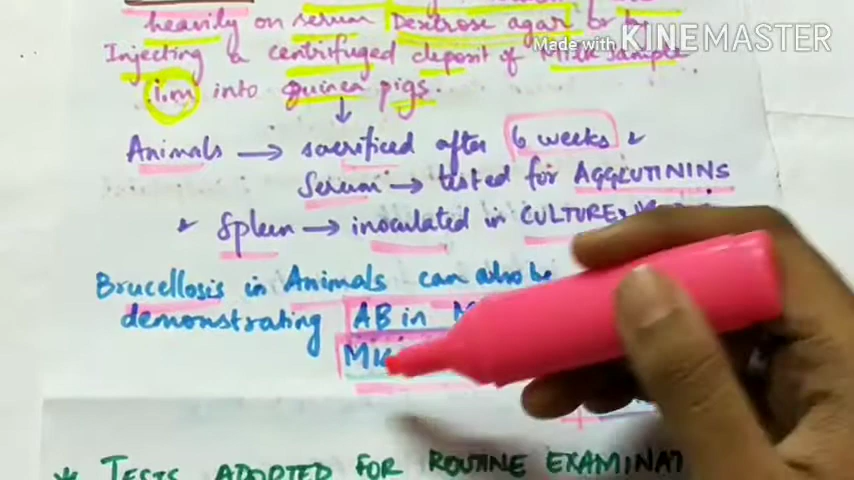 heavily on serum Dextrose agar or by
Made with KINEMASTER
Injecting a centrifuged deposit of Milk sample
i.m into guinea pigs.
↓
Animals → sacrificed after 6 weeks &
Serum → tested for AGGLUTININS
& Spleen → inoculated in CULTURE
Brucellosis in Animals can also be
demonstrating AB in
* TESTS ADOPTED FOR ROUTINE EXAMINAT